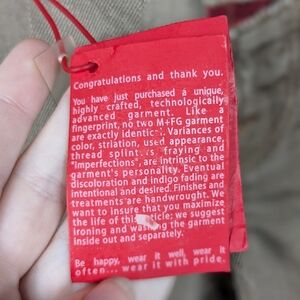 Congratulations and thank you.
You have just purchased a unique,
highly crafted, technologically
advanced garment. Like a
fingerprint, no two M+FG garment
are exactly identic . Variances of
color, striation, used appearance,
thread splint s, fraying and
"imperfections", are intrinsic to the
garment's personality. Eventual
discoloration and indigo fading are
intentional and desired. Finishes and
treatments are handwrought. We
want to insure that you maximize
the life of this article; we suggest
ironing and washing the garment
inside out and separately.
Be happy, wear it well, wear it
often... wear it with pride.